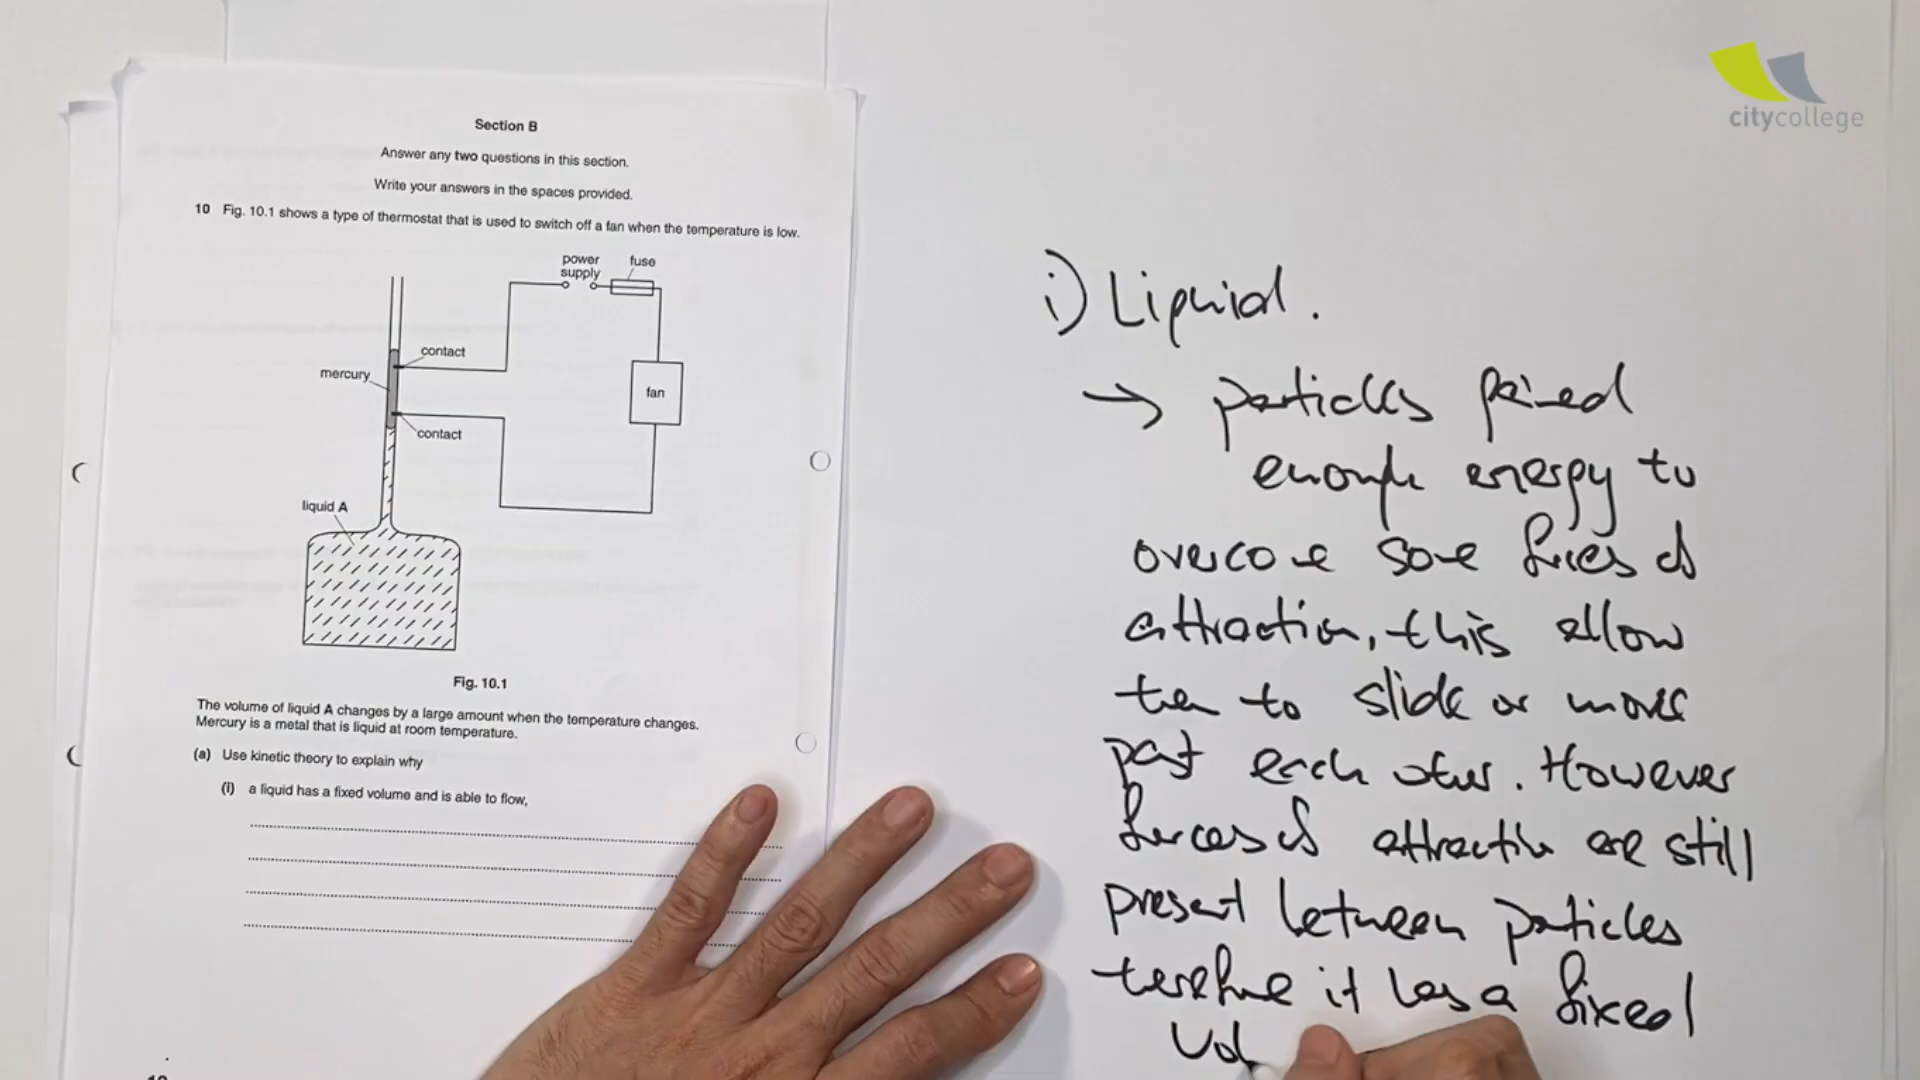 citycollege
Section B
Answer any two questions in this section.
Write your answers in the spaces provided.
10 Fig. 10.1 shows a type of thermostat that is used to switch off a fan when the temperature is low.
power
supply
fuse
contact
mercury
fan
contact
liquid A
Fig. 10.1
The volume of liquid A changes by a large amount when the temperature changes.
Mercury is a metal that is liquid at room temperature.
(a) Use kinetic theory to explain why
(i) a liquid has a fixed volume and is able to flow,
i) Liquid.
→ particles gained
enough energy to
overcome some forces of
attraction, this allow
them to slide or move
past each other. However
forces of attraction are still
present between particles
therefore it has a fixed
Vol